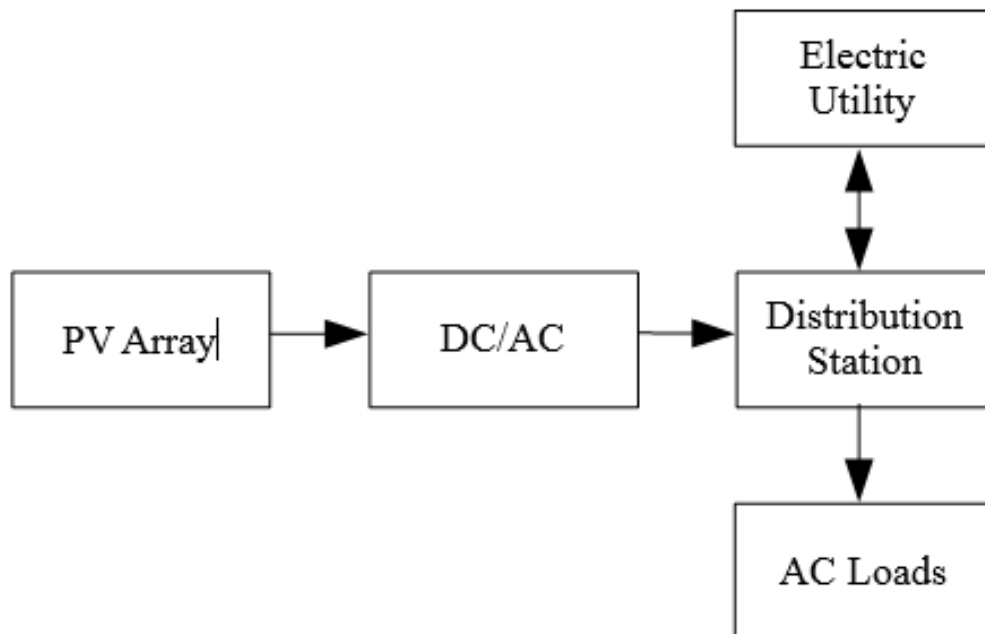 Electric
Utility
PV Array
DC/AC
Distribution
Station
AC Loads